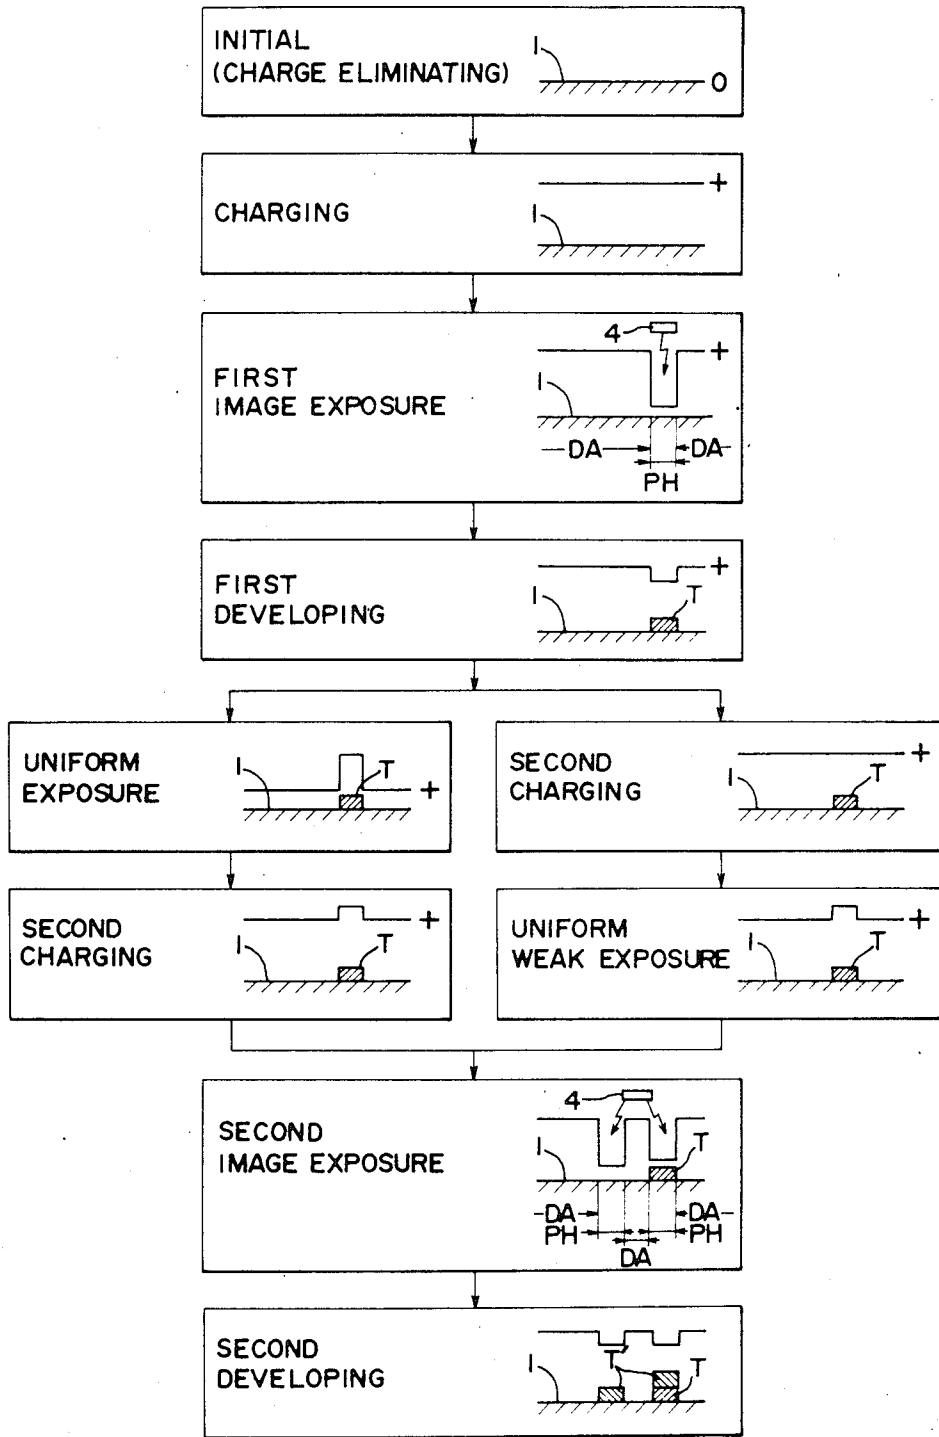 INITIAL
(CHARGE ELIMINATING)
1
0
CHARGING
+
1
FIRST
IMAGE EXPOSURE
4
+
1
DA
DA
PH
FIRST
DEVELOPING
+
1
T
UNIFORM
EXPOSURE
1
T
+
SECOND
CHARGING
+
1
T
SECOND
CHARGING
+
1
T
UNIFORM
WEAK EXPOSURE
+
1
T
SECOND
IMAGE EXPOSURE
4
1
T
DA
DA
PH
PH
DA
SECOND
DEVELOPING
T
1
T